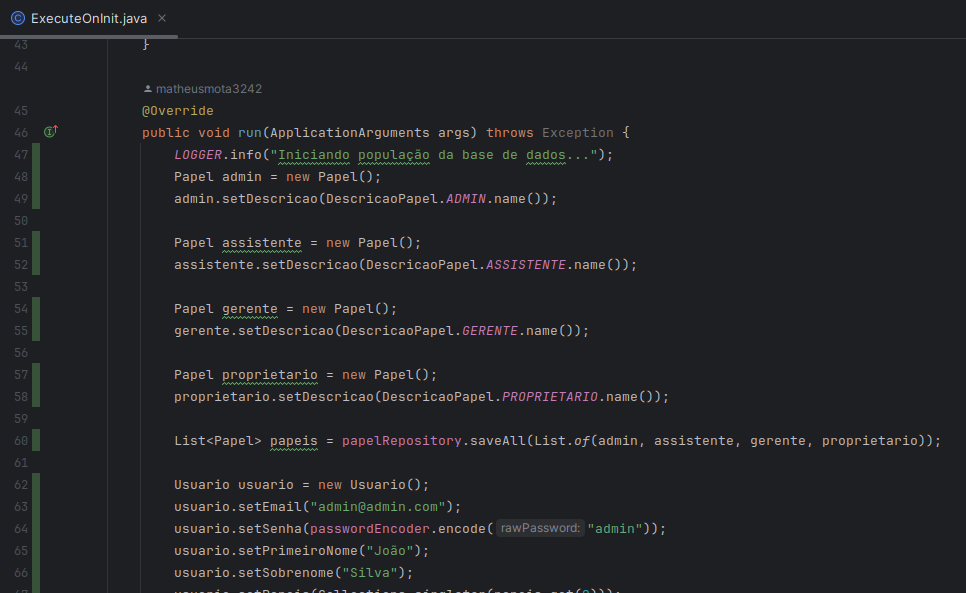 ExecuteOnInit.java
43 }
44
matheusmota3242
45 @Override
46 public void run(ApplicationArguments args) throws Exception {
47 LOGGER.info("Iniciando população da base de dados...");
48 Papel admin = new Papel();
49 admin.setDescricao(DescricaoPapel.ADMIN.name());
50
51 Papel assistente = new Papel();
52 assistente.setDescricao(DescricaoPapel.ASSISTENTE.name());
53
54 Papel gerente = new Papel();
55 gerente.setDescricao(DescricaoPapel.GERENTE.name());
56
57 Papel proprietario = new Papel();
58 proprietario.setDescricao(DescricaoPapel.PROPRIETARIO.name());
59
60 List<Papel> papeis = papelRepository.saveAll(List.of(admin, assistente, gerente, proprietario));
61
62 Usuario usuario = new Usuario();
63 usuario.setEmail("admin@admin.com");
64 usuario.setSenha(passwordEncoder.encode( rawPassword: "admin"));
65 usuario.setPrimeiroNome("João");
66 usuario.setSobrenome("Silva");